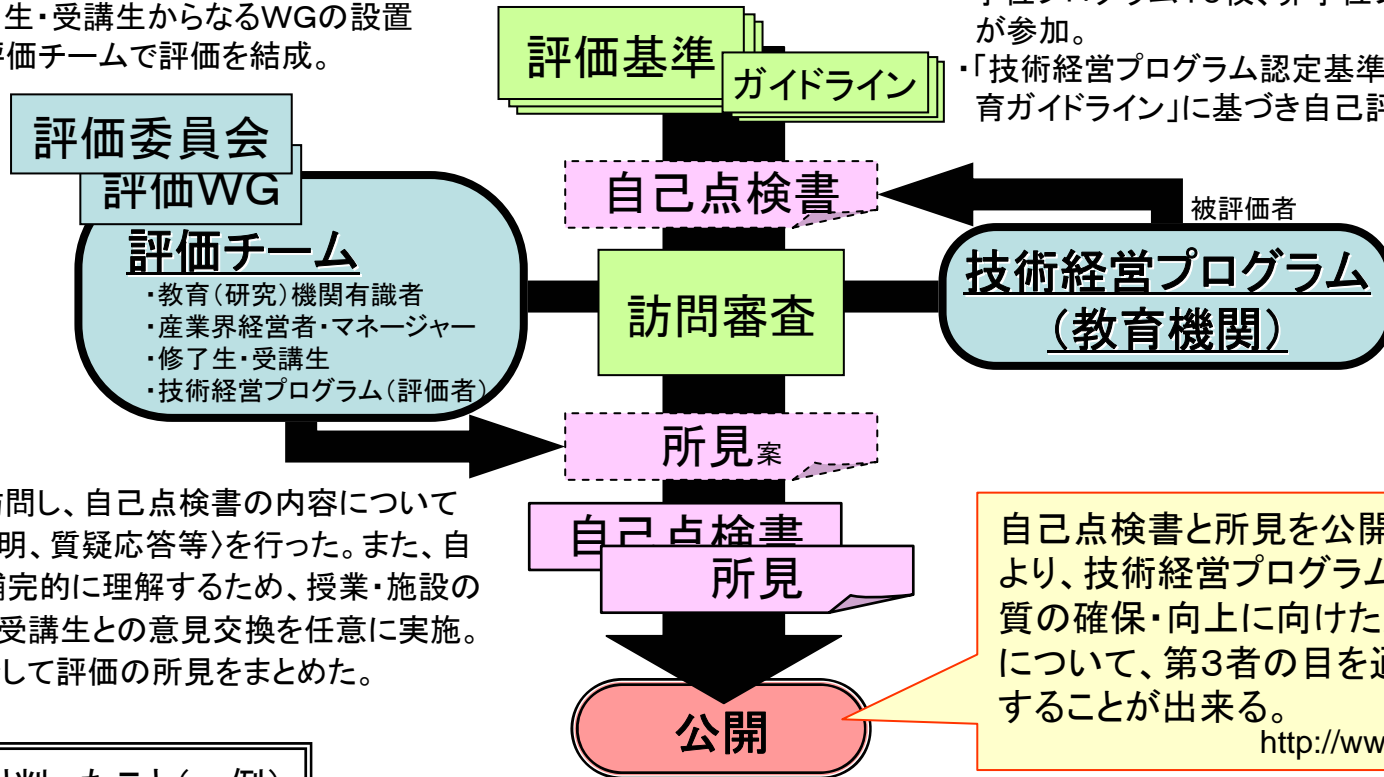 生・受講生からなるWGの設置
評価チームで評価を結成。
評価基準
ガイドライン
が参加。
・「技術経営プログラム認定基準
育ガイドライン」に基づき自己評
評価委員会
評価WG
評価チーム
・教育(研究)機関有識者
・産業界経営者・マネージャー
・修了生・受講生
・技術経営プログラム(評価者)
自己点検書
訪問審査
被評価者
技術経営プログラム
(教育機関)
所見案
自己点検書
所見
訪問し、自己点検書の内容について
明、質疑応答等〉を行った。また、自
補完的に理解するため、授業・施設の
受講生との意見交換を任意に実施。
して評価の所見をまとめた。
公開
自己点検書と所見を公開
より、技術経営プログラム
質の確保・向上に向けた
について、第3者の目を通
することが出来る。
http://ww